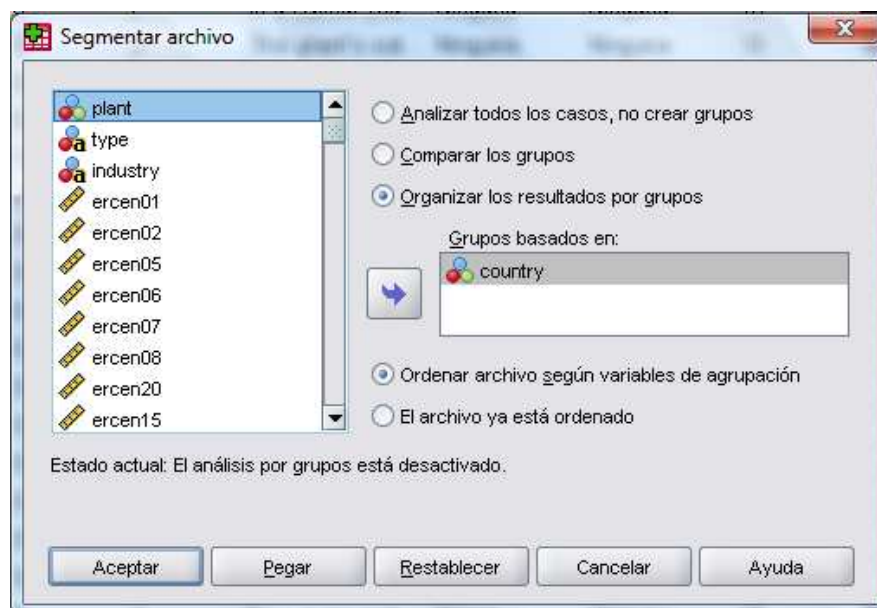 Segmentar archivo
plant
type
industry
ercen01
ercen02
ercen05
ercen06
ercen07
ercen08
ercen20
ercen15
Analizar todos los casos, no crear grupos
Comparar los grupos
Organizar los resultados por grupos
Grupos basados en:
country
Ordenar archivo según variables de agrupación
El archivo ya está ordenado
Estado actual: El análisis por grupos está desactivado.
Aceptar
Pegar
Restablecer
Cancelar
Ayuda